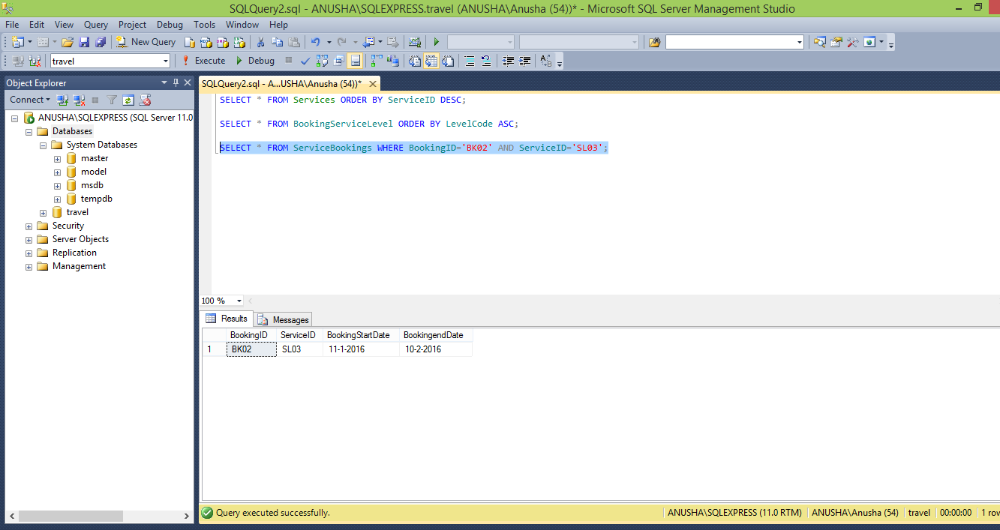 SQLQuery2.sql - ANUSHA\SQLEXPRESS.travel (ANUSHA\Anusha (54))* - Microsoft SQL Server Management Studio
File Edit View Query Project Debug Tools Window Help
New Query
travel Execute Debug
Object Explorer
Connect
ANUSHA\SQLEXPRESS (SQL Server 11.0
Databases
System Databases
master
model
msdb
tempdb
travel
Security
Server Objects
Replication
Management
SQLQuery2.sql - A...USHA\Anusha (54))*
SELECT * FROM Services ORDER BY ServiceID DESC;
SELECT * FROM BookingServiceLevel ORDER BY LevelCode ASC;
SELECT * FROM ServiceBookings WHERE BookingID='BK02' AND ServiceID='SL03';
100 %
Results Messages
BookingID ServiceID BookingStartDate BookingendDate
1 BK02 SL03 11-1-2016 10-2-2016
Query executed successfully. ANUSHA\SQLEXPRESS (11.0 RTM) ANUSHA\Anusha (54) travel 00:00:00 1 row